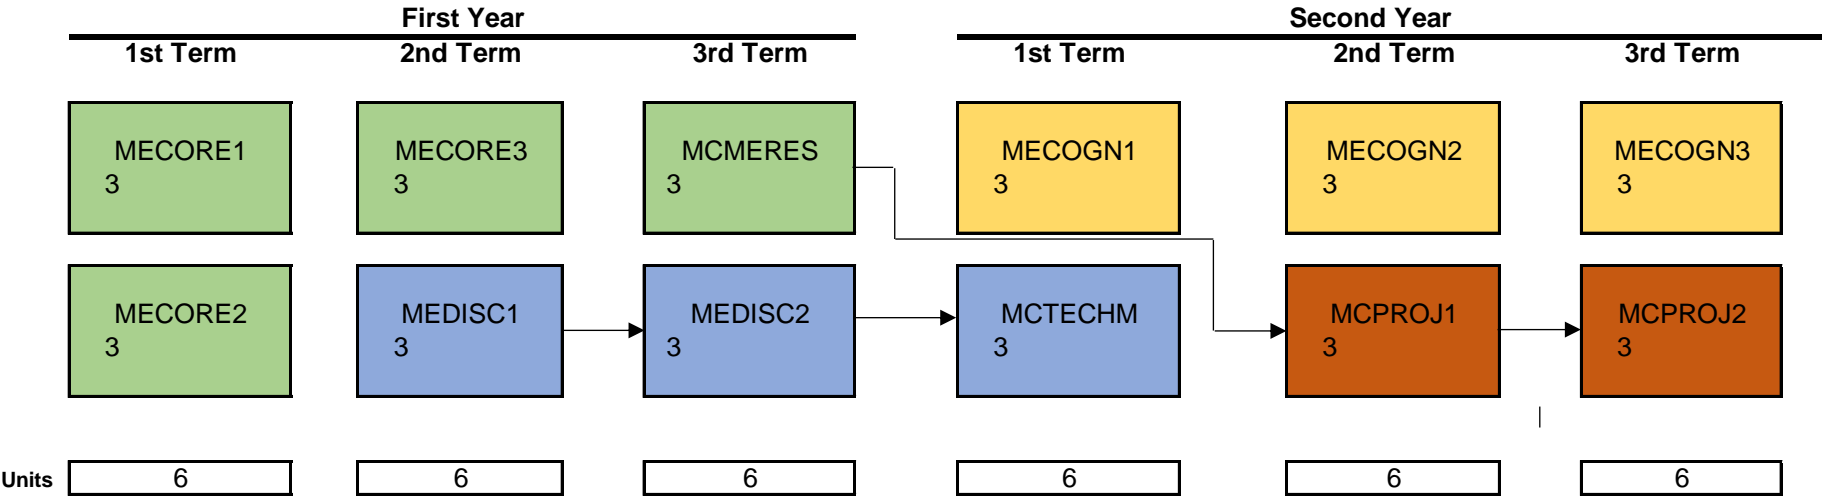 First Year Second Year
1st Term 2nd Term 3rd Term 1st Term 2nd Term 3rd Term
MECORE1 MECORE3 MCMERES MECOGN1 MECOGN2 MECOGN3
3 3 3 3 3 3
MECORE2 MEDISC1 MEDISC2 MCTECHM MCPROJ1 MCPROJ2
3 3 3 3 3 3
Units 6 6 6 6 6 6